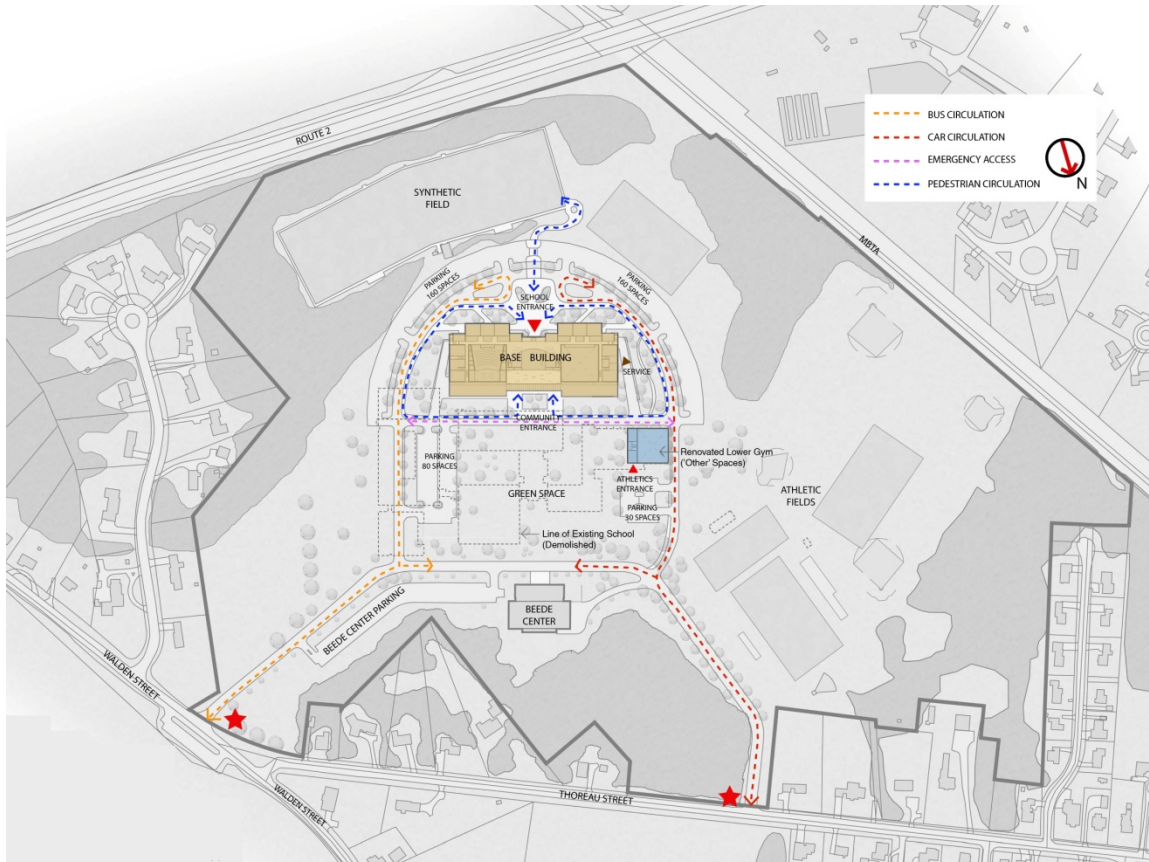 ROUTE 2
BUS CIRCULATION
CAR CIRCULATION
EMERGENCY ACCESS
PEDESTRIAN CIRCULATION
N
SYNTHETIC
FIELD
MBTA
PARKING
160 SPACES
PARKING
160 SPACES
SCHOOL
ENTRANCE
BASE BUILDING
SERVICE
COMMUNITY
ENTRANCE
PARKING
80 SPACES
Renovated Lower Gym
('Other' Spaces)
ATHLETICS
ENTRANCE
GREEN SPACE
PARKING
30 SPACES
ATHLETIC
FIELDS
Line of Existing School
(Demolished)
BEEDE
CENTER
BEEDE CENTER PARKING
WALDEN STREET
THOREAU STREET
WALDEN STREET